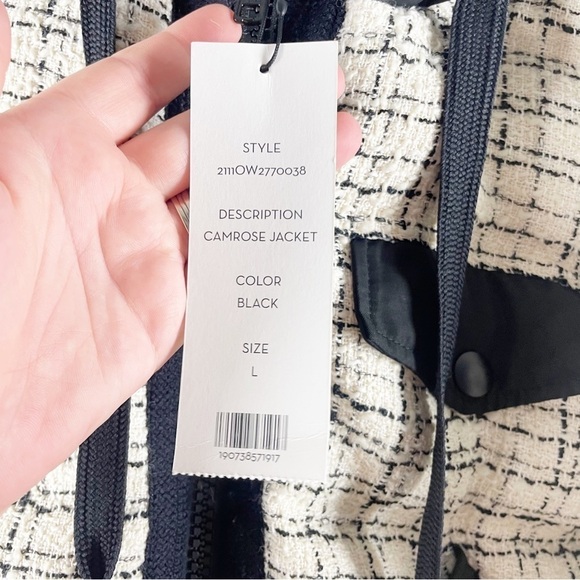 STYLE
2111OW2770038
DESCRIPTION
CAMROSE JACKET
COLOR
BLACK
SIZE
L
190738571917